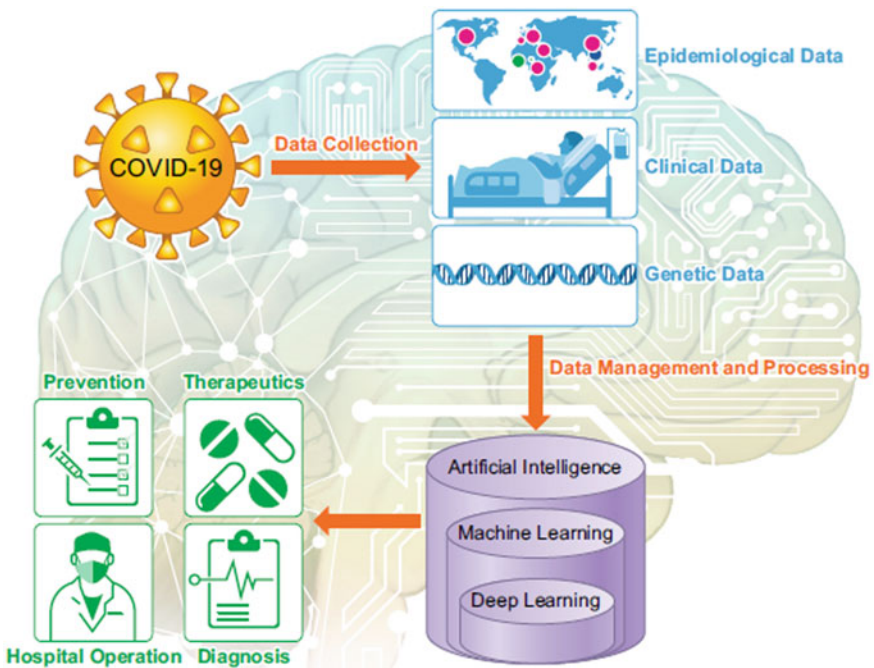 Epidemiological Data
Data Collection
COVID-19
Clinical Data
Genetic Data
Data Management and Processing
Prevention
Therapeutics
Artificial Intelligence
Machine Learning
Deep Learning
Hospital Operation
Diagnosis